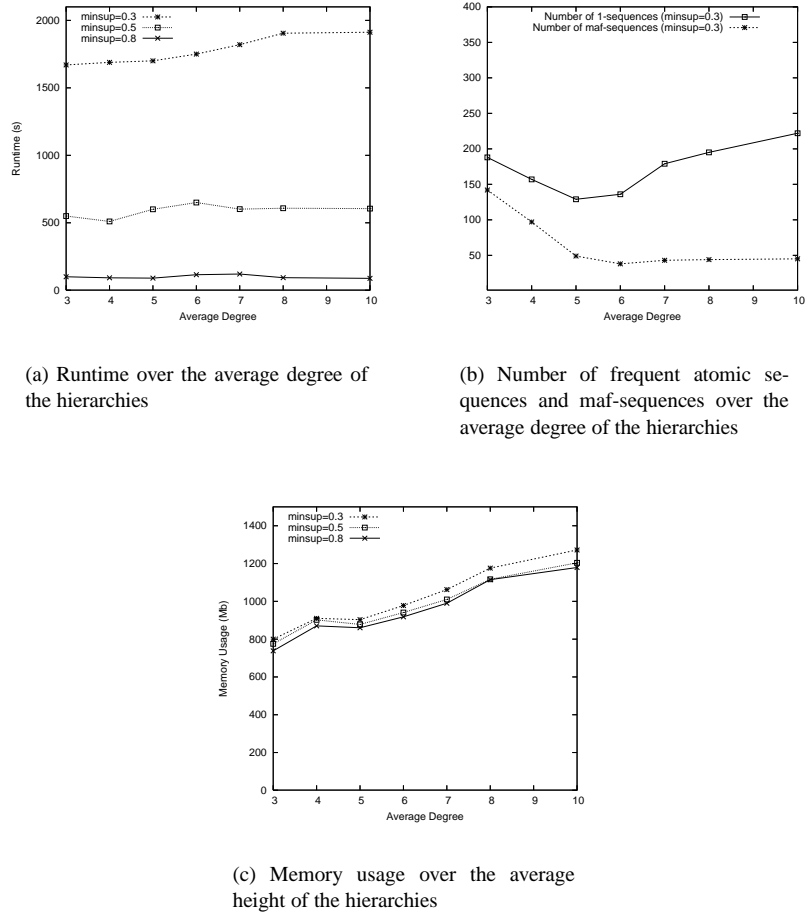 2000
1500
1000
500
0
Runtime (s)
minsup=0.3
minsup=0.5
minsup=0.8
3 4 5 6 7 8 9 10
Average Degree
(a) Runtime over the average degree of
the hierarchies
400
350
300
250
200
150
100
50
Number of 1-sequences (minsup=0.3)
Number of maf-sequences (minsup=0.3)
3 4 5 6 7 8 9 10
Average Degree
(b) Number of frequent atomic se-
quences and maf-sequences over the
average degree of the hierarchies
1400
1200
1000
800
600
400
200
0
Memory Usage (Mb)
minsup=0.3
minsup=0.5
minsup=0.8
3 4 5 6 7 8 9 10
Average Degree
(c) Memory usage over the average
height of the hierarchies